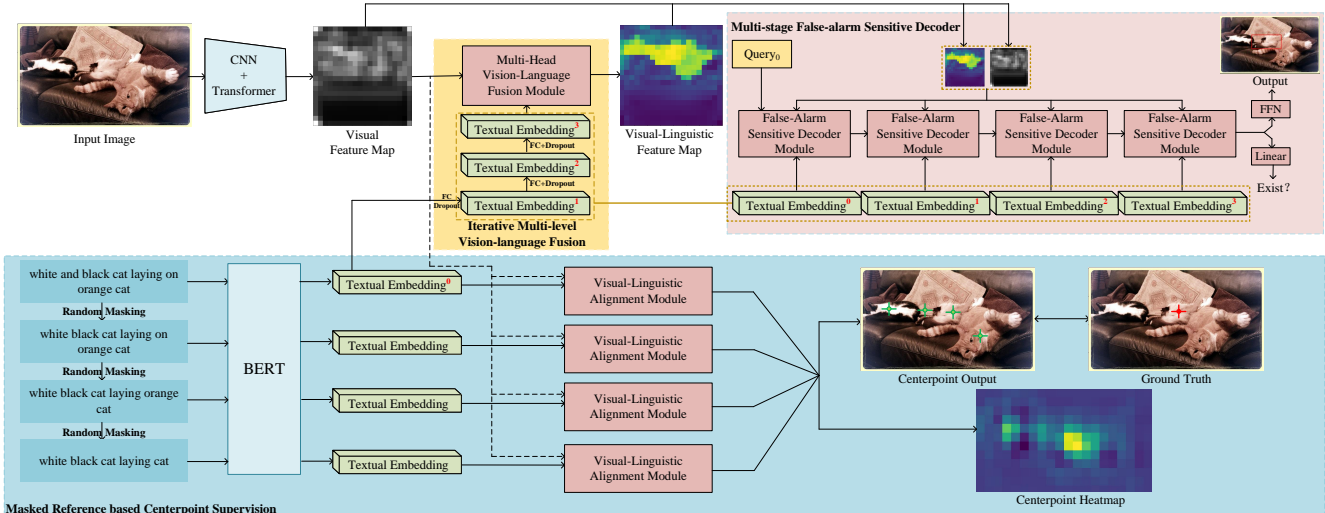 CNN
+
Transformer
Input Image
Visual
Feature Map
Multi-Head
Vision-Language
Fusion Module
Textual Embedding³
FC+Dropout
Textual Embedding²
FC+Dropout
Textual Embedding¹
FC
Dropout
Iterative Multi-level
Vision-language Fusion
Visual-Linguistic
Feature Map
Multi-stage False-alarm Sensitive Decoder
Query₀
False-Alarm
Sensitive Decoder
Module
False-Alarm
Sensitive Decoder
Module
False-Alarm
Sensitive Decoder
Module
False-Alarm
Sensitive Decoder
Module
Output
FFN
Linear
Exist?
Textual Embedding⁰
Textual Embedding¹
Textual Embedding²
Textual Embedding³
white and black cat laying on
orange cat
Random Masking
white black cat laying on
orange cat
Random Masking
white black cat laying orange
cat
Random Masking
white black cat laying cat
BERT
Textual Embedding⁰
Textual Embedding
Textual Embedding
Textual Embedding
Visual-Linguistic
Alignment Module
Visual-Linguistic
Alignment Module
Visual-Linguistic
Alignment Module
Visual-Linguistic
Alignment Module
Centerpoint Output
Ground Truth
Centerpoint Heatmap
Masked Reference based Centerpoint Supervision